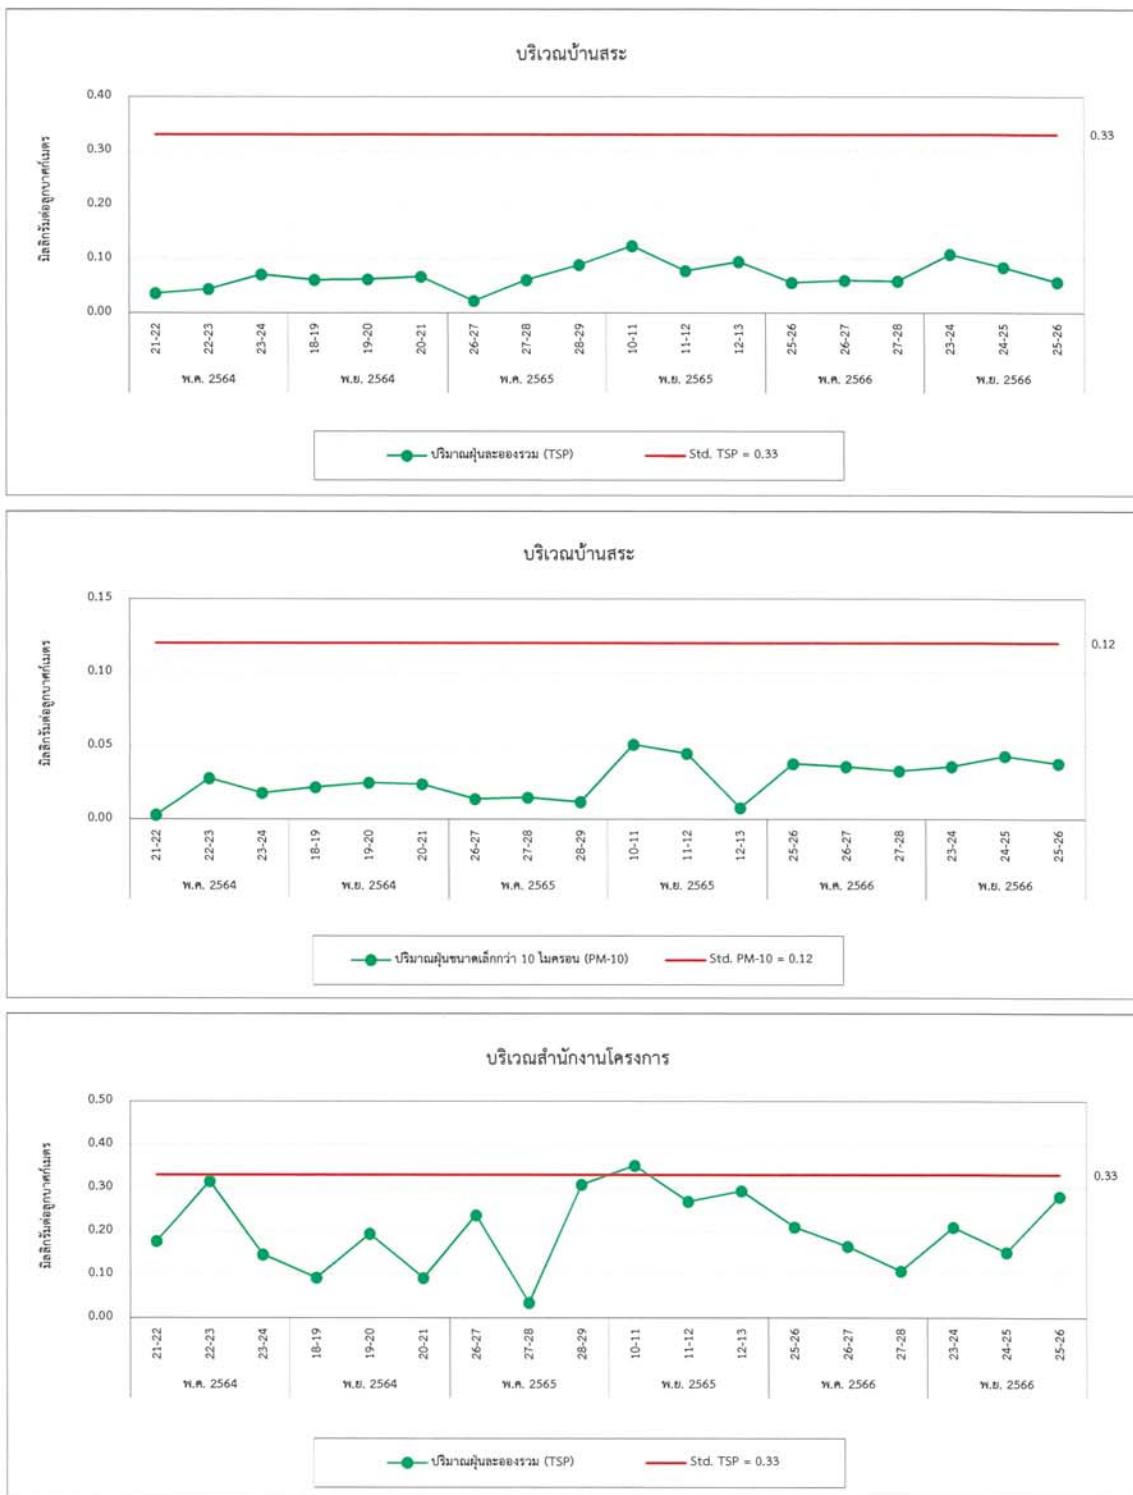 บริเวณบ้านสระ
มิลลิกรัมต่อลูกบาศก์เมตร
0.40
0.30
0.20
0.10
0.00
0.33
21-22 22-23 23-24 18-19 19-20 20-21 26-27 27-28 28-29 10-11 11-12 12-13 25-26 26-27 27-28 23-24 24-25 25-26
พ.ค. 2564 พ.ย. 2564 พ.ค. 2565 พ.ย. 2565 พ.ค. 2566 พ.ย. 2566
ปริมาณฝุ่นละอองรวม (TSP) Std. TSP = 0.33
บริเวณบ้านสระ
มิลลิกรัมต่อลูกบาศก์เมตร
0.15
0.10
0.05
0.00
0.12
21-22 22-23 23-24 18-19 19-20 20-21 26-27 27-28 28-29 10-11 11-12 12-13 25-26 26-27 27-28 23-24 24-25 25-26
พ.ค. 2564 พ.ย. 2564 พ.ค. 2565 พ.ย. 2565 พ.ค. 2566 พ.ย. 2566
ปริมาณฝุ่นขนาดเล็กกว่า 10 ไมครอน (PM-10) Std. PM-10 = 0.12
บริเวณสำนักงานโครงการ
มิลลิกรัมต่อลูกบาศก์เมตร
0.50
0.40
0.30
0.20
0.10
0.00
0.33
21-22 22-23 23-24 18-19 19-20 20-21 26-27 27-28 28-29 10-11 11-12 12-13 25-26 26-27 27-28 23-24 24-25 25-26
พ.ค. 2564 พ.ย. 2564 พ.ค. 2565 พ.ย. 2565 พ.ค. 2566 พ.ย. 2566
ปริมาณฝุ่นละอองรวม (TSP) Std. TSP = 0.33